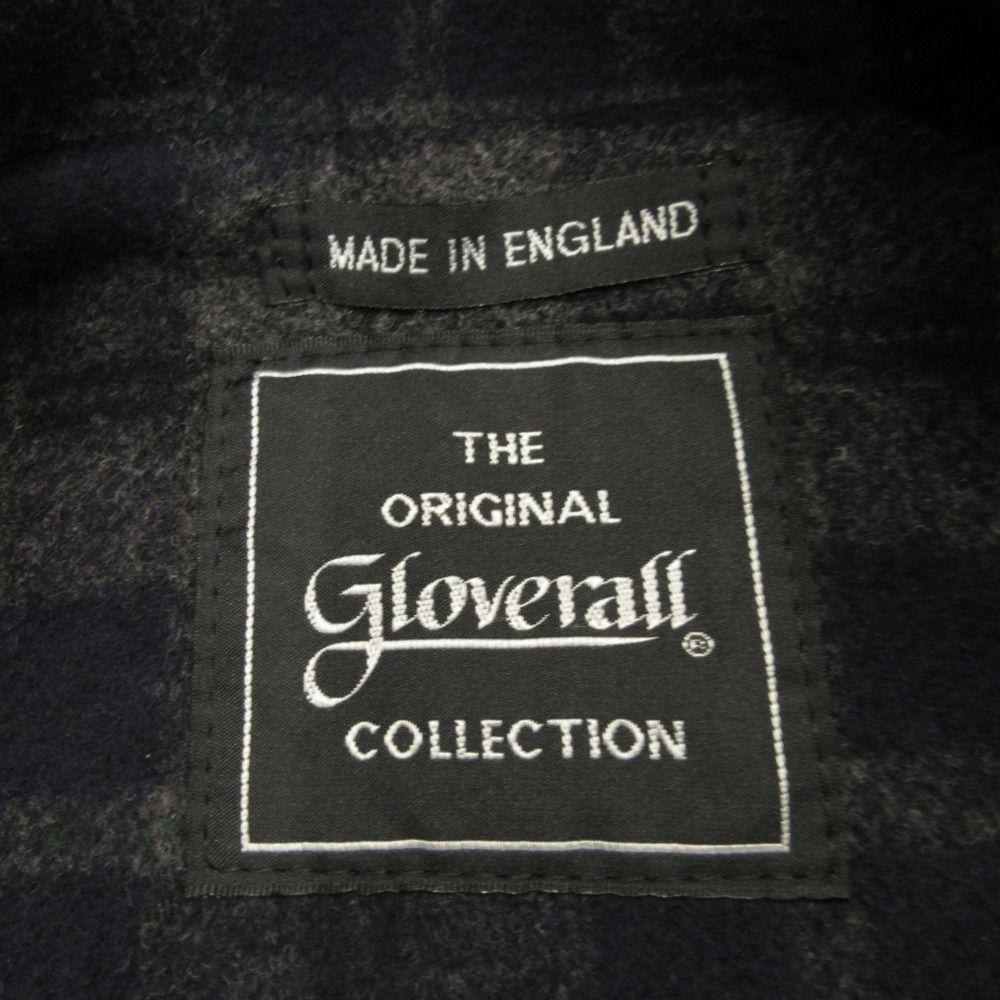 MADE IN ENGLAND
THE
ORIGINAL
Gloverall®
COLLECTION